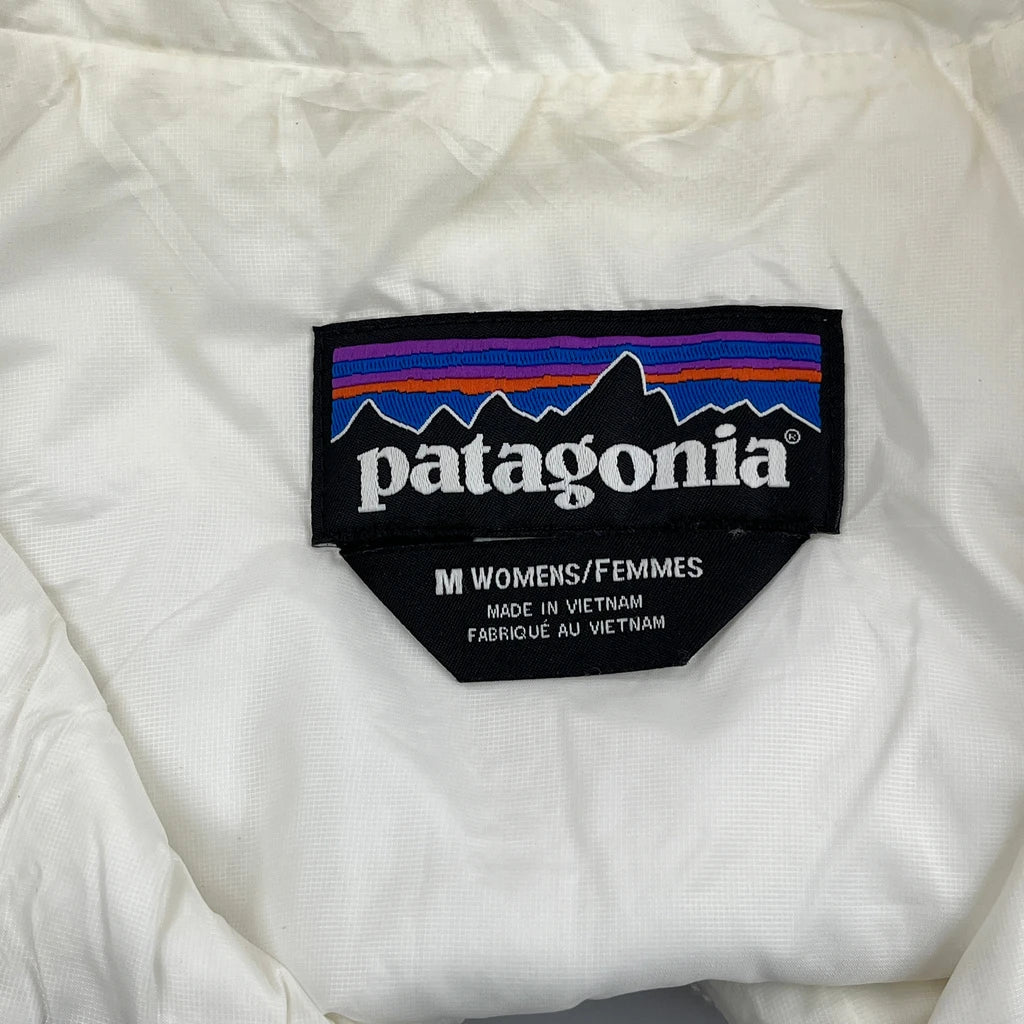 patagonia®
M WOMENS/FEMMES
MADE IN VIETNAM
FABRIQUÉ AU VIETNAM